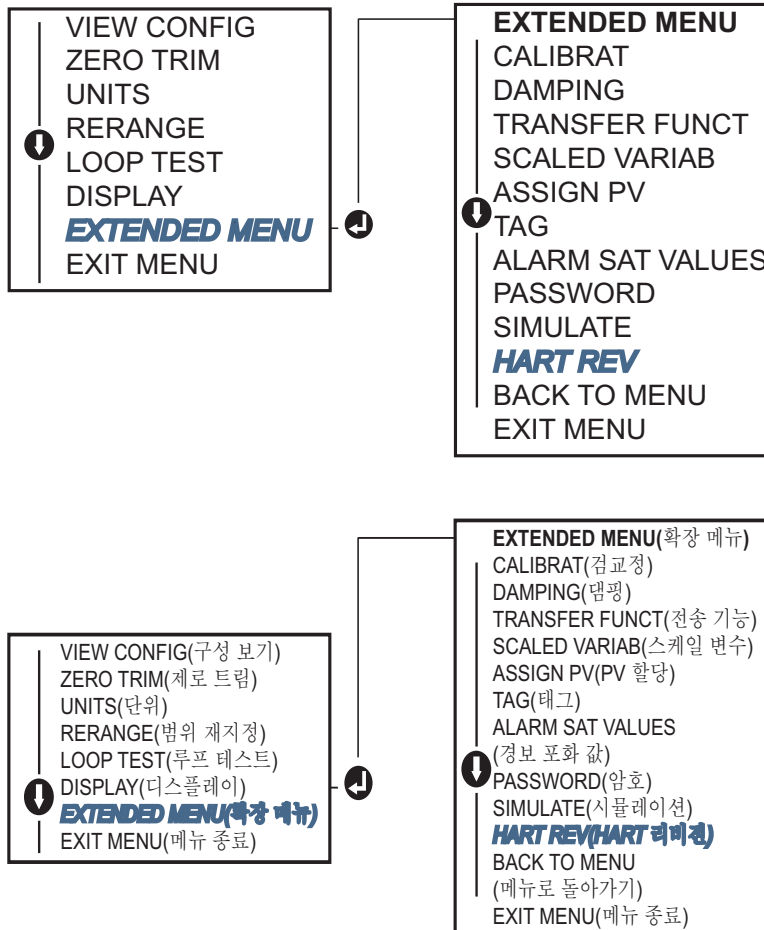 VIEW CONFIG
ZERO TRIM
UNITS
RERANGE
LOOP TEST
DISPLAY
EXTENDED MENU
EXIT MENU
EXTENDED MENU
CALIBRAT
DAMPING
TRANSFER FUNCT
SCALED VARIAB
ASSIGN PV
TAG
ALARM SAT VALUES
PASSWORD
SIMULATE
HART REV
BACK TO MENU
EXIT MENU
VIEW CONFIG(구성 보기)
ZERO TRIM(제로 트림)
UNITS(단위)
RERANGE(범위 재지정)
LOOP TEST(루프 테스트)
DISPLAY(디스플레이)
EXTENDED MENU(확장 메뉴)
EXIT MENU(메뉴 종료)
EXTENDED MENU(확장 메뉴)
CALIBRAT(검교정)
DAMPING(댐핑)
TRANSFER FUNCT(전송 기능)
SCALED VARIAB(스케일 변수)
ASSIGN PV(PV 할당)
TAG(태그)
ALARM SAT VALUES
(경보 포화 값)
PASSWORD(암호)
SIMULATE(시뮬레이션)
HART REV(HART 리비전)
BACK TO MENU
(메뉴로 돌아가기)
EXIT MENU(메뉴 종료)